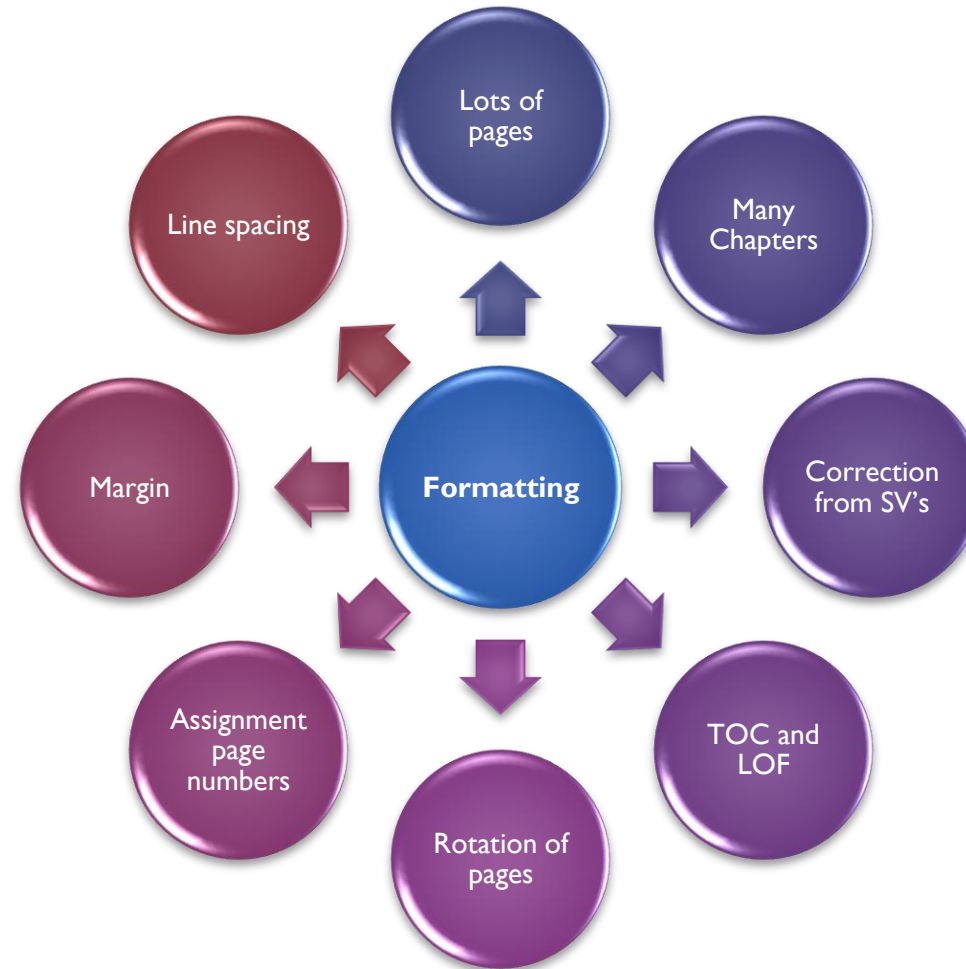 Lots of
pages
Many
Chapters
Correction
from SV’s
TOC and
LOF
Rotation of
pages
Assignment
page
numbers
Margin
Line spacing
Formatting